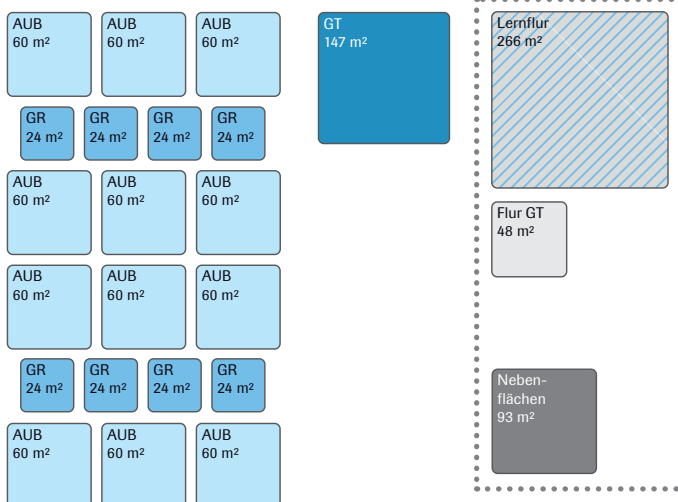 AUB
60 m²
AUB
60 m²
AUB
60 m²
GT
147 m²
Lernflur
266 m²
GR
24 m²
GR
24 m²
GR
24 m²
GR
24 m²
AUB
60 m²
AUB
60 m²
AUB
60 m²
Flur GT
48 m²
AUB
60 m²
AUB
60 m²
AUB
60 m²
GR
24 m²
GR
24 m²
GR
24 m²
GR
24 m²
Neben-
flächen
93 m²
AUB
60 m²
AUB
60 m²
AUB
60 m²